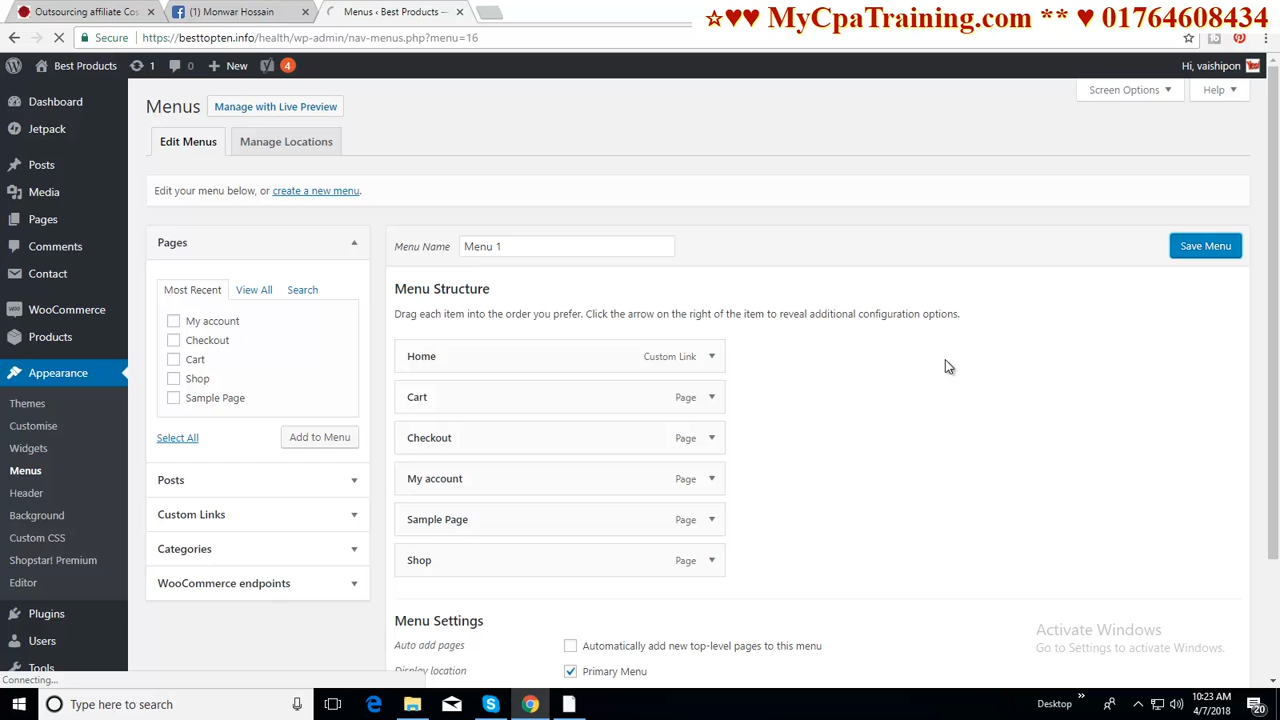 Outsourcing affiliate Cos
(1) Monwar Hossain
Menus ‹ Best Products —
☆♥♥ MyCpaTraining.com ** ♥ 01764608434
Secure https://besttopten.info/health/wp-admin/nav-menus.php?menu=16
Best Products 1 0 + New 4
Hi, vaishipon
Dashboard
Jetpack
Posts
Media
Pages
Comments
Contact
WooCommerce
Products
Appearance
Themes
Customise
Widgets
Menus
Header
Background
Custom CSS
Shopstar! Premium
Editor
Plugins
Users
Tools
Connecting...
Screen Options
Help
Menus
Manage with Live Preview
Edit Menus
Manage Locations
Edit your menu below, or create a new menu.
Pages
Most Recent View All Search
My account
Checkout
Cart
Shop
Sample Page
Select All
Add to Menu
Posts
Custom Links
Categories
WooCommerce endpoints
Menu Name Menu 1
Save Menu
Menu Structure
Drag each item into the order you prefer. Click the arrow on the right of the item to reveal additional configuration options.
Home Custom Link
Cart Page
Checkout Page
My account Page
Sample Page Page
Shop Page
Menu Settings
Auto add pages Automatically add new top-level pages to this menu
Display location Primary Menu
Activate Windows
Go to Settings to activate Windows.
Type here to search
Desktop
10:23 AM
4/7/2018
20